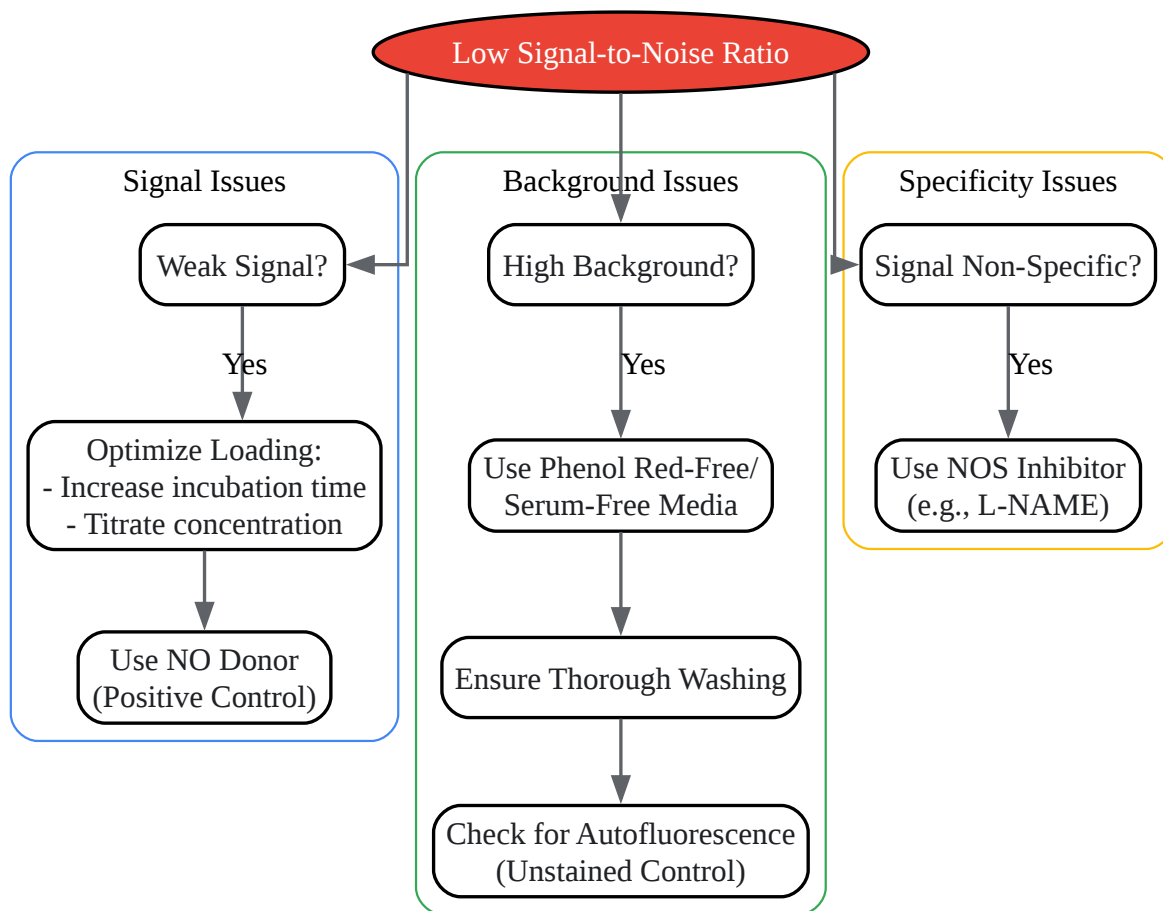 Low Signal-to-Noise Ratio
Signal Issues
Weak Signal?
Yes
Optimize Loading:
- Increase incubation time
- Titrate concentration
Use NO Donor
(Positive Control)
Background Issues
High Background?
Yes
Use Phenol Red-Free/
Serum-Free Media
Ensure Thorough Washing
Check for Autofluorescence
(Unstained Control)
Specificity Issues
Signal Non-Specific?
Yes
Use NOS Inhibitor
(e.g., L-NAME)